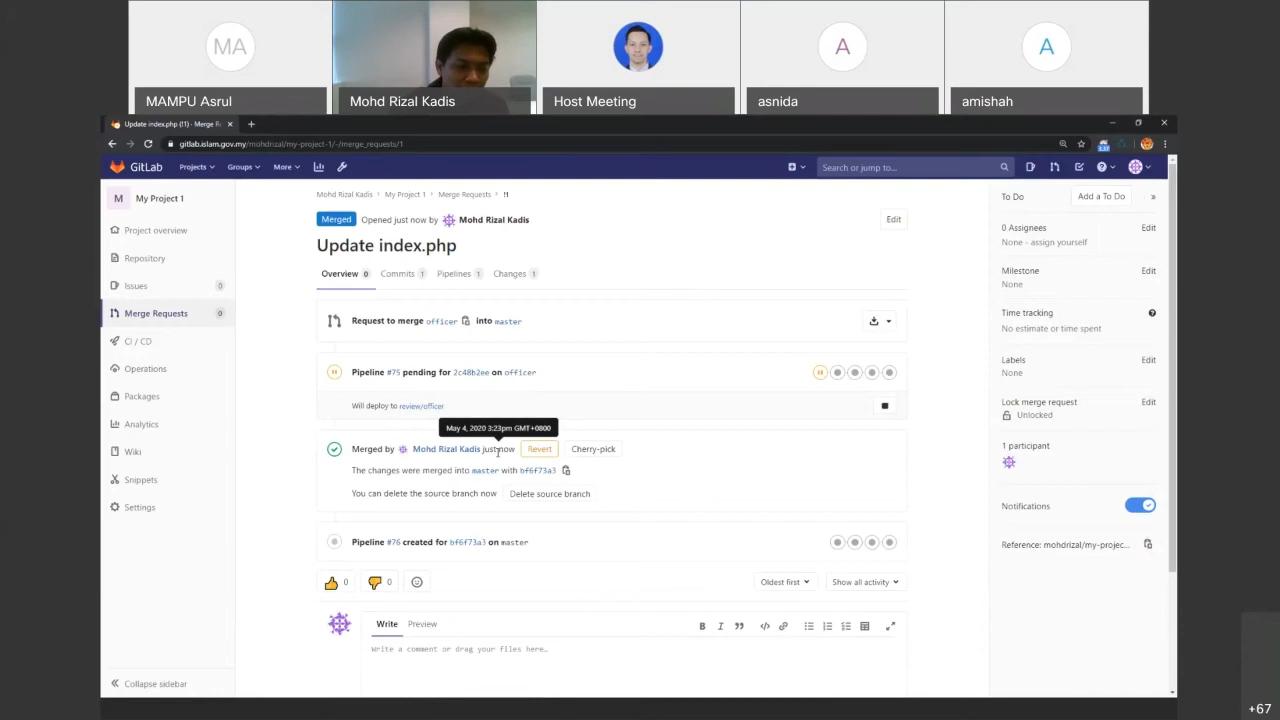 MA
A
A
MAMPU Asrul
Mohd Rizal Kadis
Host Meeting
asnida
amishah
Update index.php (!1) · Merge R
gitlab.islam.gov.my/mohdrizal/my-project-1/-/merge_requests/1
GitLab
Projects
Groups
More
Search or jump to...
M
My Project 1
Project overview
Repository
Issues 0
Merge Requests 0
CI / CD
Operations
Packages
Analytics
Wiki
Snippets
Settings
Collapse sidebar
Mohd Rizal Kadis > My Project 1 > Merge Requests > !1
Merged Opened just now by Mohd Rizal Kadis
Edit
Update index.php
Overview 0 Commits 1 Pipelines 1 Changes 1
Request to merge officer into master
Pipeline #75 pending for 2c48b2ee on officer
Will deploy to review/officer
May 4, 2020 3:23pm GMT+0800
Merged by Mohd Rizal Kadis just now Revert Cherry-pick
The changes were merged into master with bf6f73a3
You can delete the source branch now Delete source branch
Pipeline #76 created for bf6f73a3 on master
0 0
Oldest first Show all activity
Write Preview
B I
Write a comment or drag your files here…
To Do Add a To Do
0 Assignees Edit
None - assign yourself
Milestone Edit
None
Time tracking
No estimate or time spent
Labels Edit
None
Lock merge request Edit
Unlocked
1 participant
Notifications
Reference: mohdrizal/my-projec...
+67